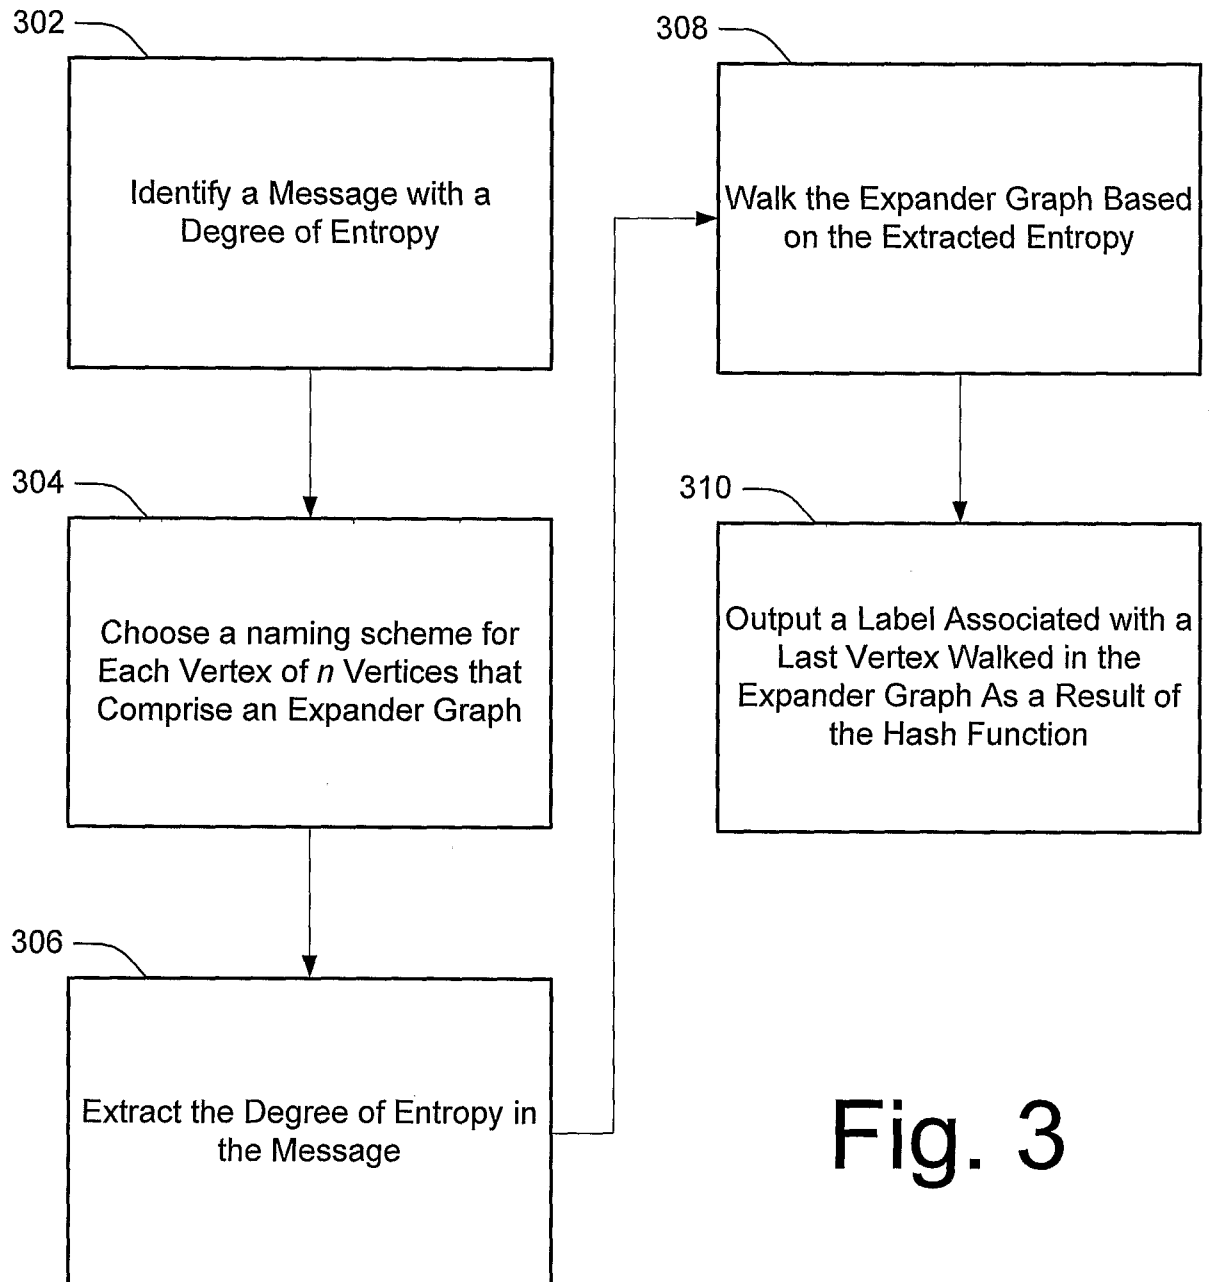 302
Identify a Message with a
Degree of Entropy
304
Choose a naming scheme for
Each Vertex of n Vertices that
Comprise an Expander Graph
306
Extract the Degree of Entropy in
the Message
308
Walk the Expander Graph Based
on the Extracted Entropy
310
Output a Label Associated with a
Last Vertex Walked in the
Expander Graph As a Result of
the Hash Function
Fig. 3